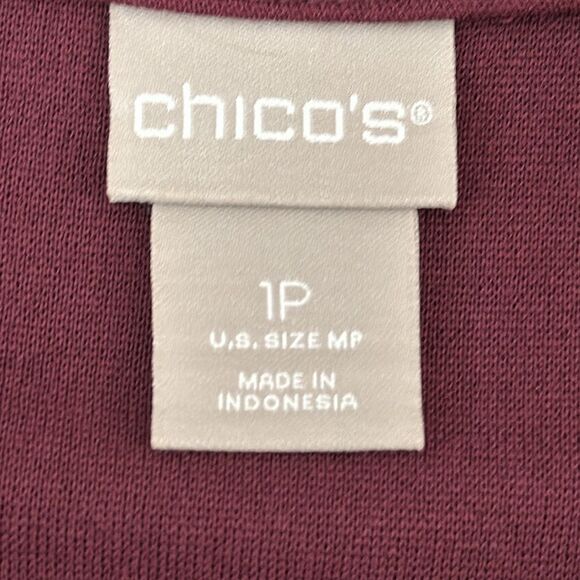 chico's®
1P
U.S. SIZE MP
MADE IN
INDONESIA